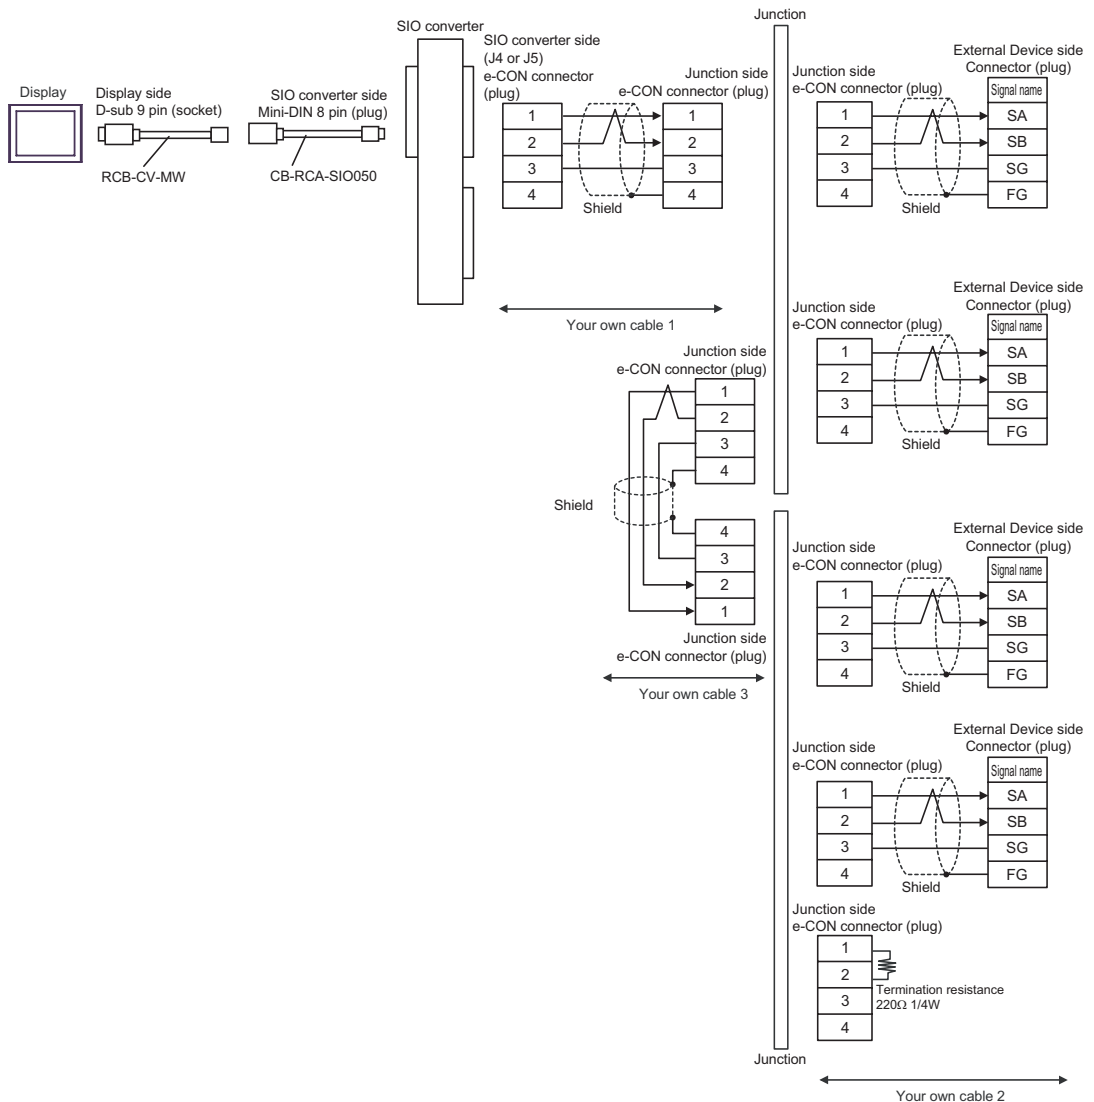 Display
Display side
D-sub 9 pin (socket)
RCB-CV-MW
SIO converter side
Mini-DIN 8 pin (plug)
CB-RCA-SIO050
SIO converter
SIO converter side
(J4 or J5)
e-CON connector
(plug)
1
2
3
4
Shield
Junction side
e-CON connector (plug)
1
2
3
4
Your own cable 1
Junction
Junction side
e-CON connector (plug)
1
2
3
4
Shield
External Device side
Connector (plug)
Signal name
SA
SB
SG
FG
Junction side
e-CON connector (plug)
1
2
3
4
Shield
External Device side
Connector (plug)
Signal name
SA
SB
SG
FG
Junction side
e-CON connector (plug)
1
2
3
4
Shield
4
3
2
1
Junction side
e-CON connector (plug)
Your own cable 3
Junction side
e-CON connector (plug)
1
2
3
4
Shield
External Device side
Connector (plug)
Signal name
SA
SB
SG
FG
Junction side
e-CON connector (plug)
1
2
3
4
Shield
External Device side
Connector (plug)
Signal name
SA
SB
SG
FG
Junction side
e-CON connector (plug)
1
2
3
4
Termination resistance
220Ω 1/4W
Junction
Your own cable 2